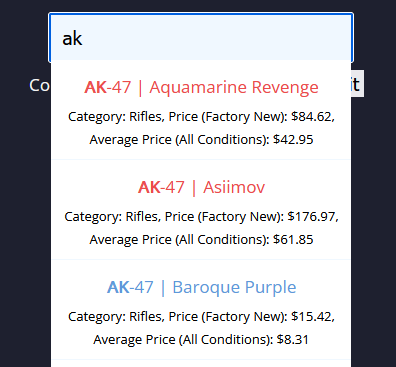 ak
Co it
AK-47 | Aquamarine Revenge
Category: Rifles, Price (Factory New): $84.62,
Average Price (All Conditions): $42.95
AK-47 | Asiimov
Category: Rifles, Price (Factory New): $176.97,
Average Price (All Conditions): $61.85
AK-47 | Baroque Purple
Category: Rifles, Price (Factory New): $15.42,
Average Price (All Conditions): $8.31